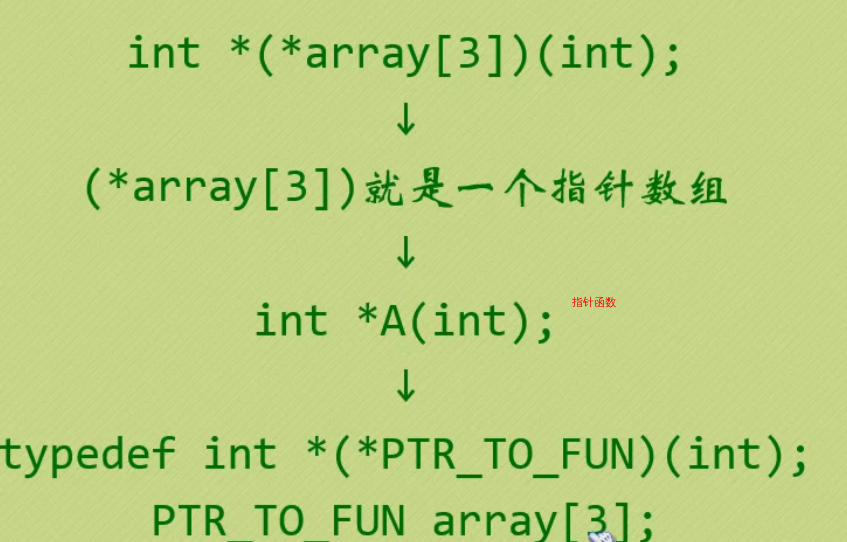 int *(*array[3])(int);
↓
(*array[3])就是一个指针数组
↓
int *A(int); 指针函数
↓
typedef int *(*PTR_TO_FUN)(int);
PTR_TO_FUN array[3];